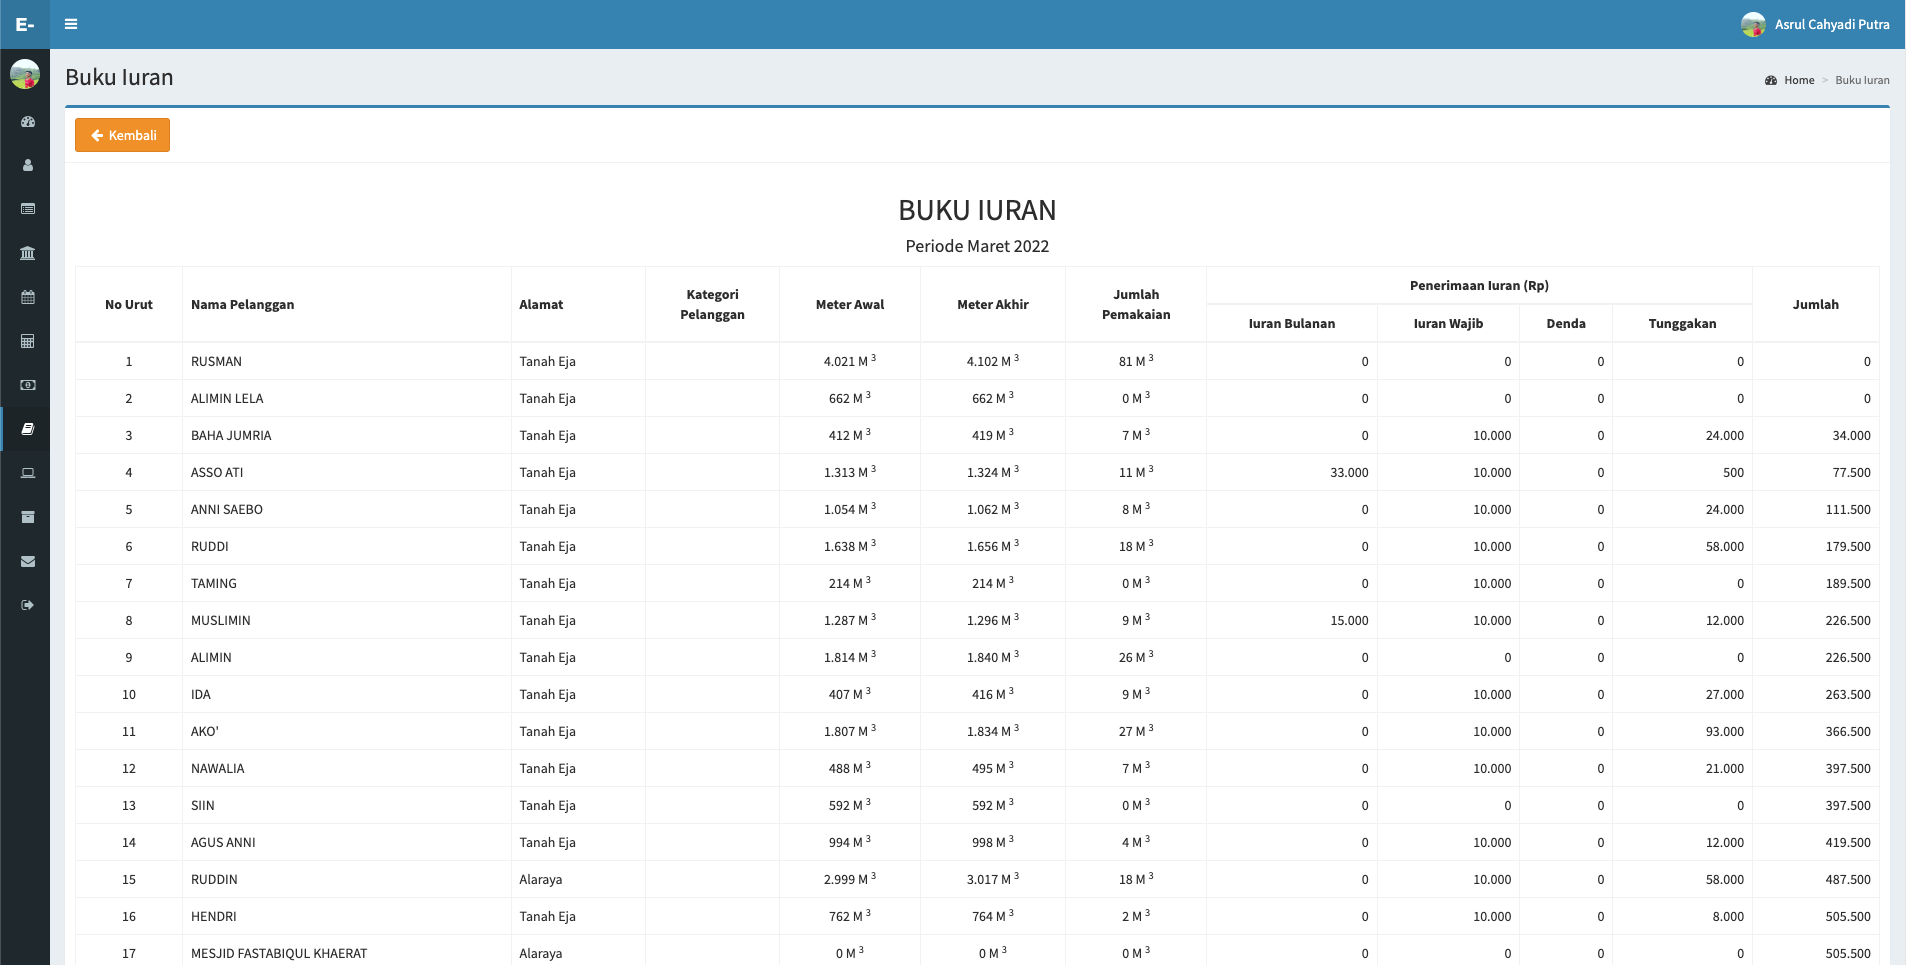 E-
Asrul Cahyadi Putra
Buku Iuran
Home > Buku Iuran
Kembali
BUKU IURAN
Periode Maret 2022
No Urut Nama Pelanggan Alamat Kategori Pelanggan Meter Awal Meter Akhir Jumlah Pemakaian Penerimaan Iuran (Rp) Jumlah
Iuran Bulanan Iuran Wajib Denda Tunggakan
1 RUSMAN Tanah Eja 4.021 M 3 4.102 M 3 81 M 3 0 0 0 0 0
2 ALIMIN LELA Tanah Eja 662 M 3 662 M 3 0 M 3 0 0 0 0 0
3 BAHA JUMRIA Tanah Eja 412 M 3 419 M 3 7 M 3 0 10.000 0 24.000 34.000
4 ASSO ATI Tanah Eja 1.313 M 3 1.324 M 3 11 M 3 33.000 10.000 0 500 77.500
5 ANNI SAEBO Tanah Eja 1.054 M 3 1.062 M 3 8 M 3 0 10.000 0 24.000 111.500
6 RUDDI Tanah Eja 1.638 M 3 1.656 M 3 18 M 3 0 10.000 0 58.000 179.500
7 TAMING Tanah Eja 214 M 3 214 M 3 0 M 3 0 10.000 0 0 189.500
8 MUSLIMIN Tanah Eja 1.287 M 3 1.296 M 3 9 M 3 15.000 10.000 0 12.000 226.500
9 ALIMIN Tanah Eja 1.814 M 3 1.840 M 3 26 M 3 0 0 0 0 226.500
10 IDA Tanah Eja 407 M 3 416 M 3 9 M 3 0 10.000 0 27.000 263.500
11 AKO' Tanah Eja 1.807 M 3 1.834 M 3 27 M 3 0 10.000 0 93.000 366.500
12 NAWALIA Tanah Eja 488 M 3 495 M 3 7 M 3 0 10.000 0 21.000 397.500
13 SIIN Tanah Eja 592 M 3 592 M 3 0 M 3 0 0 0 0 397.500
14 AGUS ANNI Tanah Eja 994 M 3 998 M 3 4 M 3 0 10.000 0 12.000 419.500
15 RUDDIN Alaraya 2.999 M 3 3.017 M 3 18 M 3 0 10.000 0 58.000 487.500
16 HENDRI Tanah Eja 762 M 3 764 M 3 2 M 3 0 10.000 0 8.000 505.500
17 MESJID FASTABIQUL KHAERAT Alaraya 0 M 3 0 M 3 0 M 3 0 0 0 0 505.500